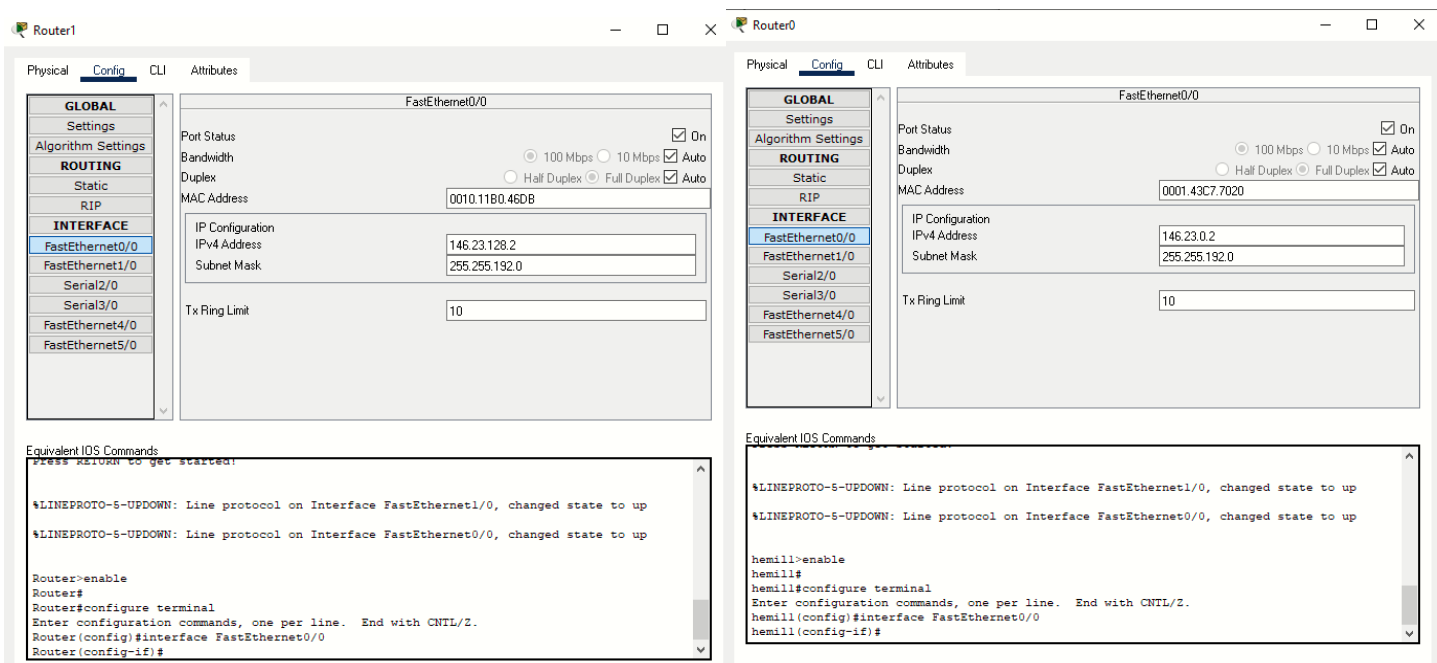 Router1
Physical Config CLI Attributes
GLOBAL
Settings
Algorithm Settings
ROUTING
Static
RIP
INTERFACE
FastEthernet0/0
FastEthernet1/0
Serial2/0
Serial3/0
FastEthernet4/0
FastEthernet5/0
FastEthernet0/0
Port Status On
Bandwidth 100 Mbps 10 Mbps Auto
Duplex Half Duplex Full Duplex Auto
MAC Address 0010.11B0.46DB
IP Configuration
IPv4 Address 146.23.128.2
Subnet Mask 255.255.192.0
Tx Ring Limit 10
Equivalent IOS Commands
Press RETURN to get started!
%LINEPROTO-5-UPDOWN: Line protocol on Interface FastEthernet1/0, changed state to up
%LINEPROTO-5-UPDOWN: Line protocol on Interface FastEthernet0/0, changed state to up
Router>enable
Router#
Router#configure terminal
Enter configuration commands, one per line. End with CNTL/Z.
Router(config)#interface FastEthernet0/0
Router(config-if)#
Router0
Physical Config CLI Attributes
GLOBAL
Settings
Algorithm Settings
ROUTING
Static
RIP
INTERFACE
FastEthernet0/0
FastEthernet1/0
Serial2/0
Serial3/0
FastEthernet4/0
FastEthernet5/0
FastEthernet0/0
Port Status On
Bandwidth 100 Mbps 10 Mbps Auto
Duplex Half Duplex Full Duplex Auto
MAC Address 0001.43C7.7020
IP Configuration
IPv4 Address 146.23.0.2
Subnet Mask 255.255.192.0
Tx Ring Limit 10
Equivalent IOS Commands
%LINEPROTO-5-UPDOWN: Line protocol on Interface FastEthernet1/0, changed state to up
%LINEPROTO-5-UPDOWN: Line protocol on Interface FastEthernet0/0, changed state to up
hemill>enable
hemill#
hemill#configure terminal
Enter configuration commands, one per line. End with CNTL/Z.
hemill(config)#interface FastEthernet0/0
hemill(config-if)#